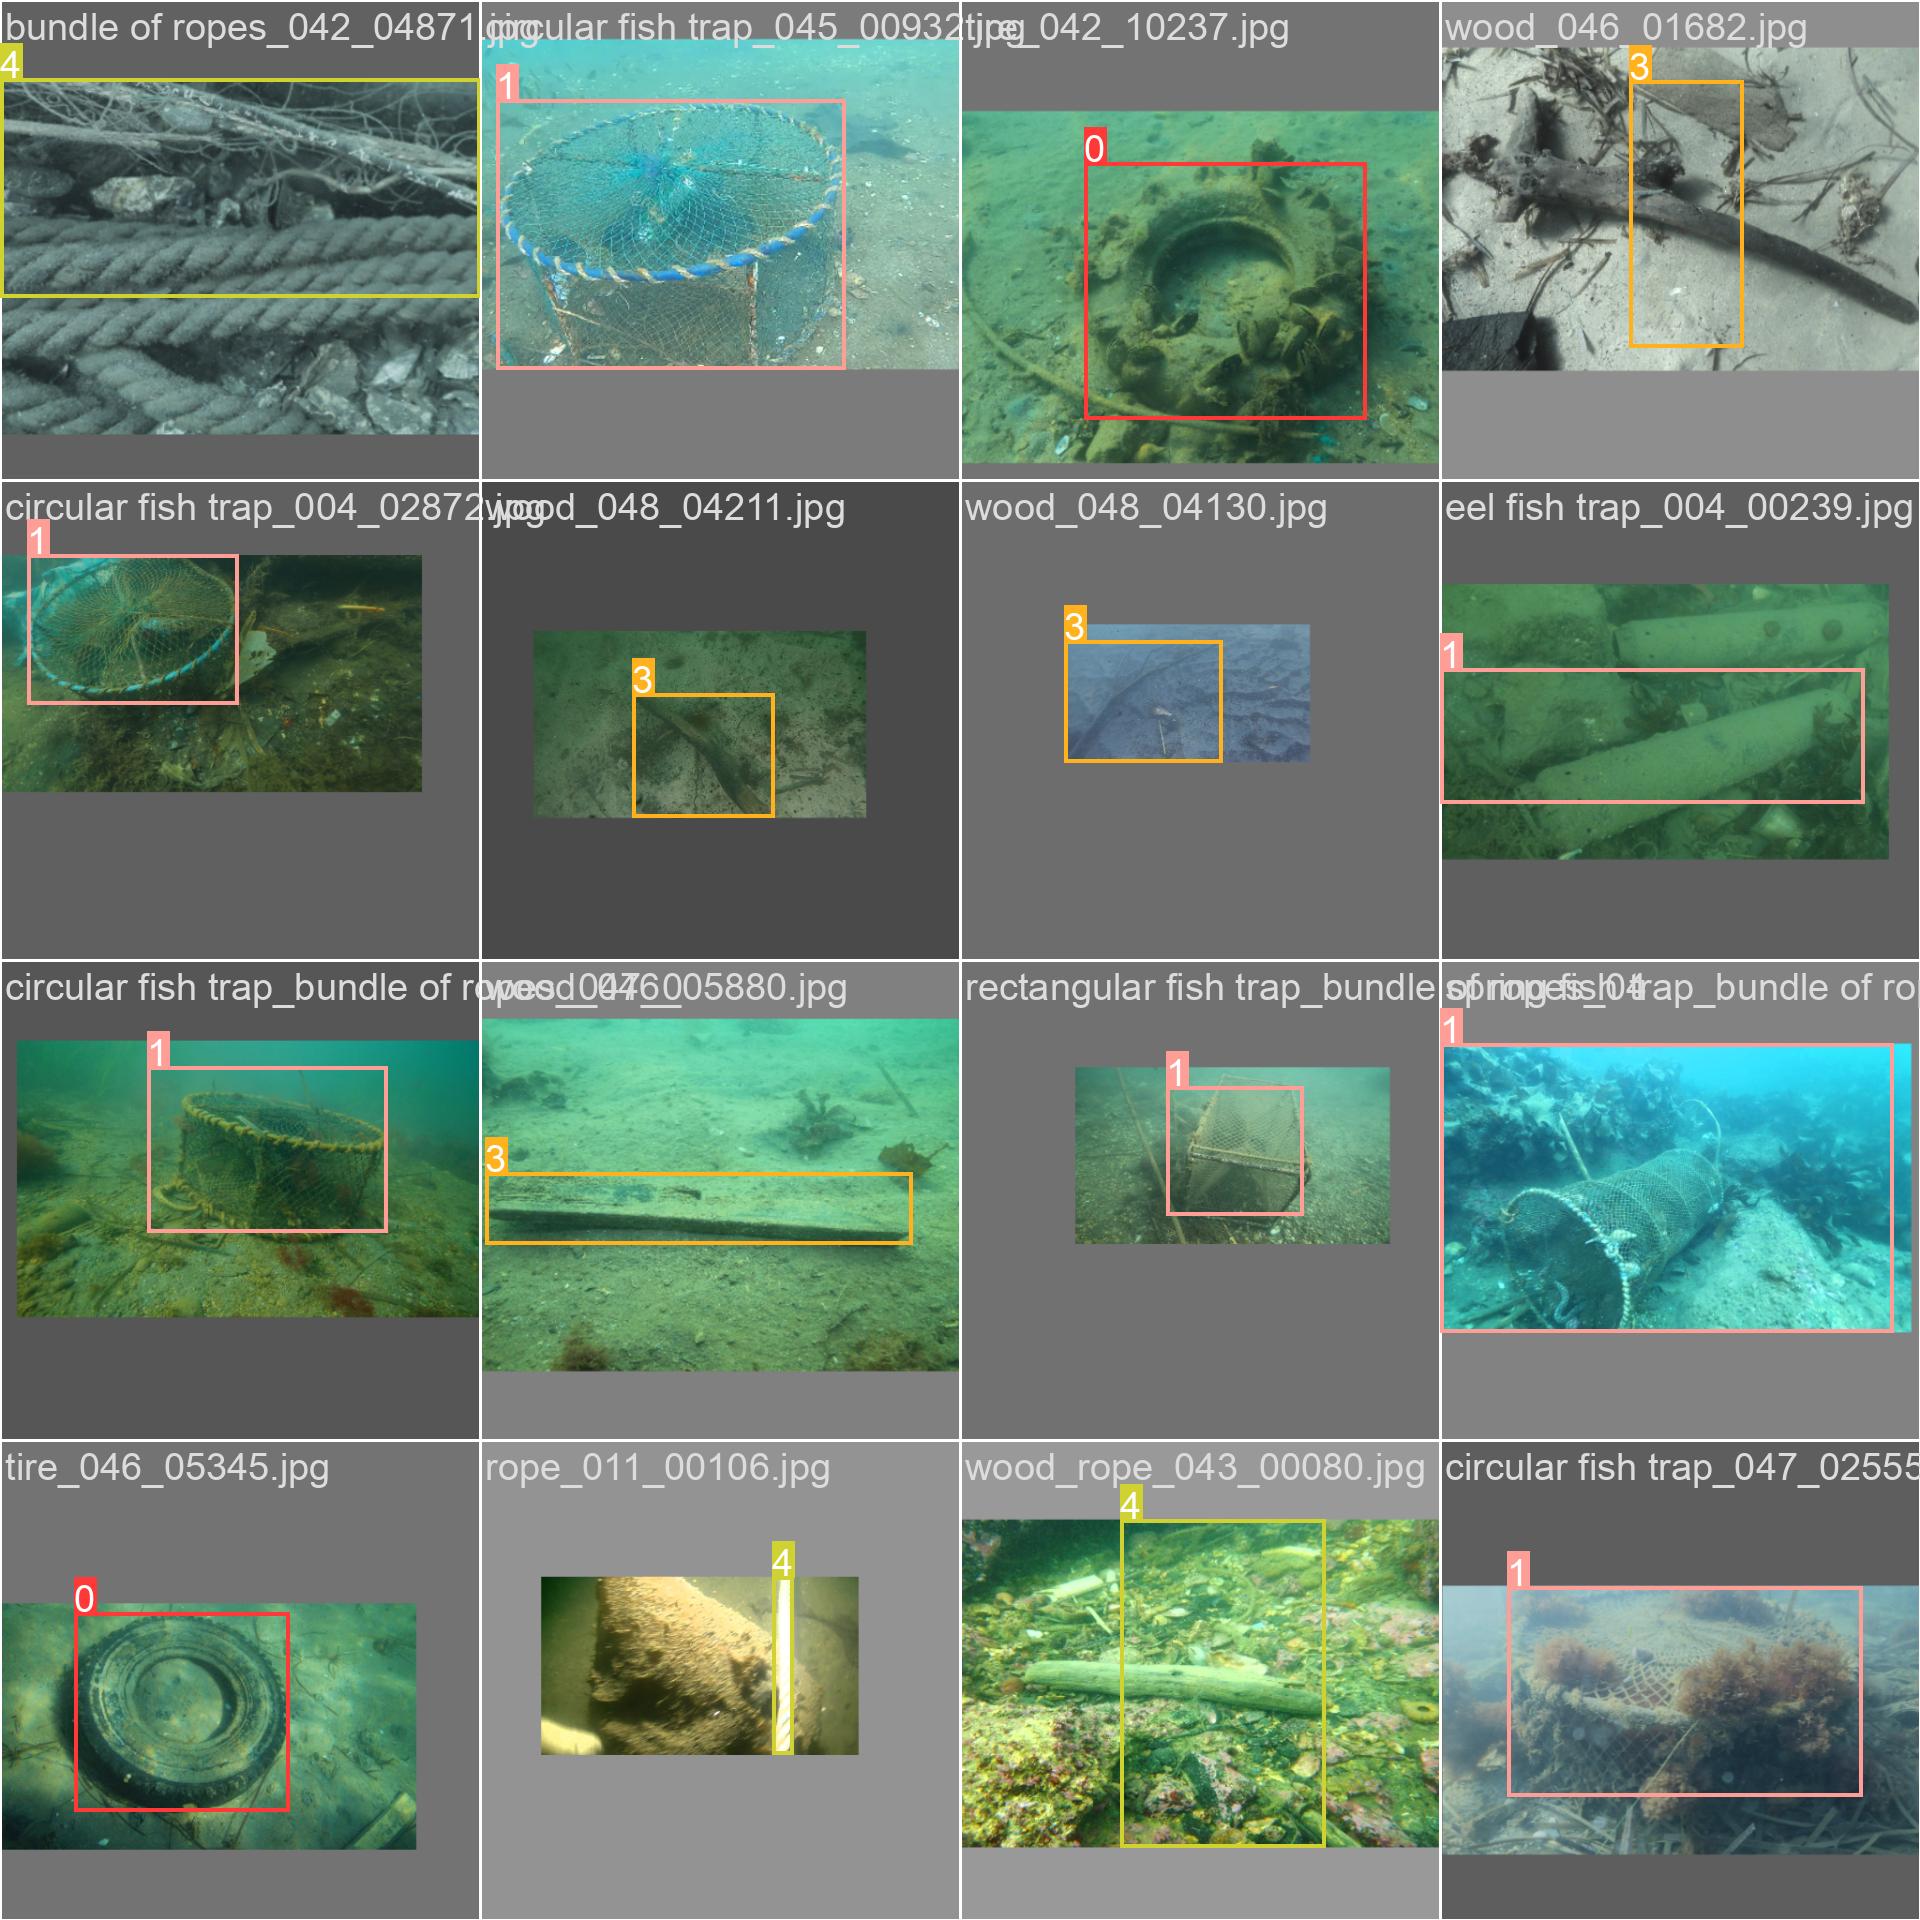 bundle of ropes_042_04871.jpg
circular fish trap_045_00932.jpg
tire_042_10237.jpg
wood_046_01682.jpg
4
1
0
3
circular fish trap_004_02872.jpg
wood_048_04211.jpg
wood_048_04130.jpg
eel fish trap_004_00239.jpg
1
3
3
1
circular fish trap_bundle of ropes_047
005880.jpg
rectangular fish trap_bundle of ropes_04
spring fish trap_bundle of ro
1
3
1
1
tire_046_05345.jpg
rope_011_00106.jpg
wood_rope_043_00080.jpg
circular fish trap_047_02555
0
4
4
1